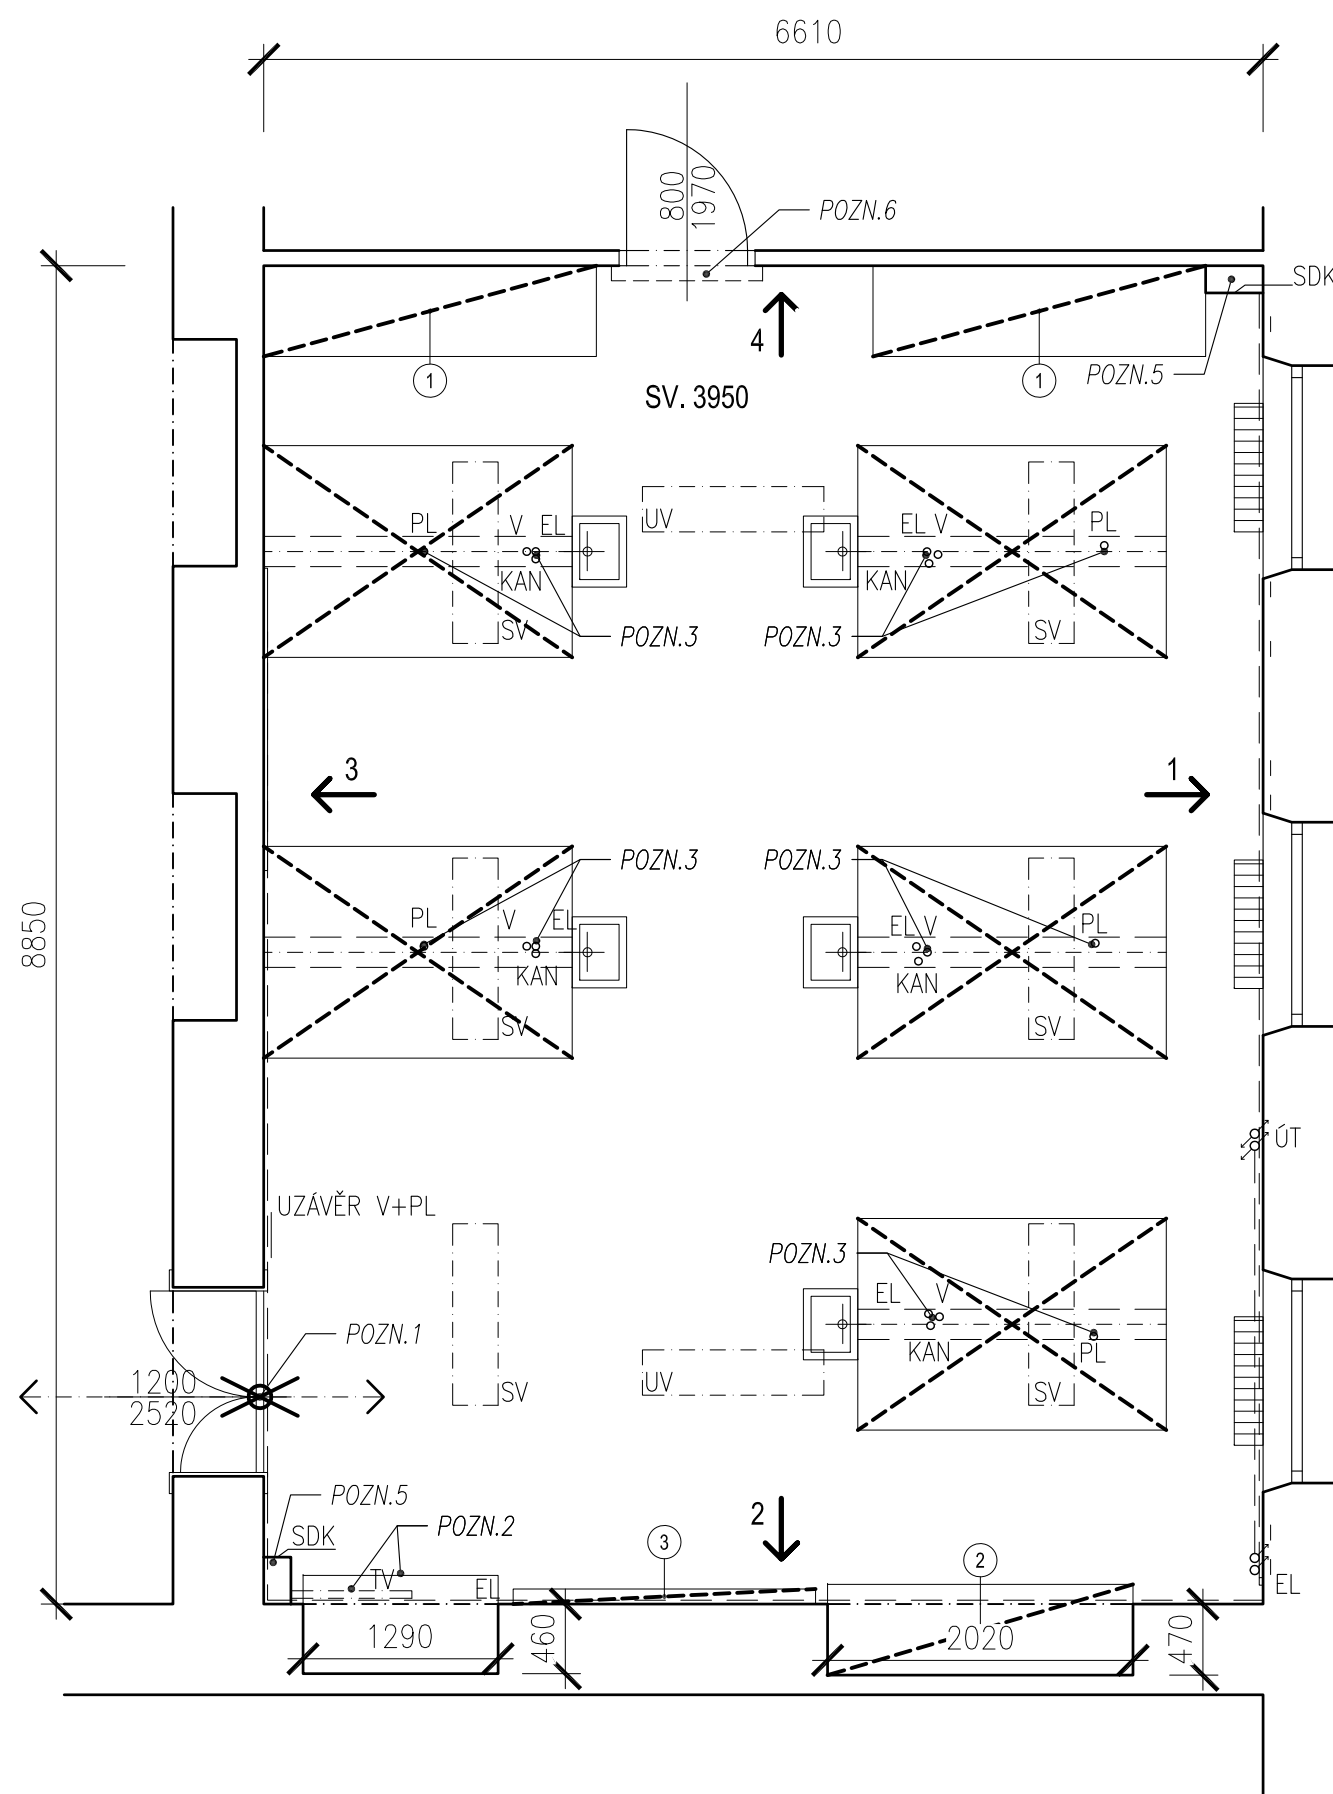 6610
800
1970
POZN.6
SDK
4
1
1
POZN.5
SV. 3950
UV
PL
V
EL
KAN
SV
POZN.3
POZN.3
EL
V
PL
KAN
SV
3
1
8850
POZN.3
POZN.3
PL
V
EL
KAN
SV
EL
V
PL
KAN
SV
ÚT
UZÁVĚR V+PL
POZN.3
EL
V
KAN
PL
POZN.1
1200
2520
SV
UV
SV
POZN.5
SDK
POZN.2
2
3
2
TV
EL
EL
1290
460
2020
470